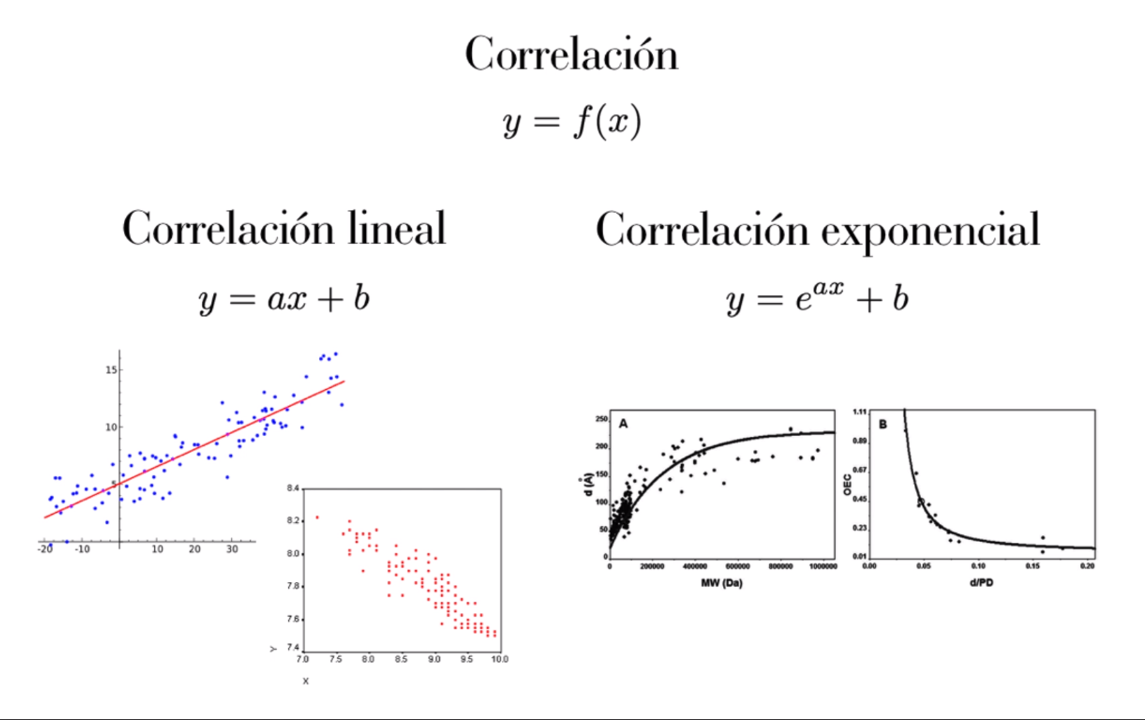 Correlación
y = f(x)
Correlación lineal
y = ax + b
Correlación exponencial
y = e^{ax} + b
15
10
5
-20 -10 10 20 30
8.4
8.2
8.0
7.8
7.6
7.4
Y
7.0 7.5 8.0 8.5 9.0 9.5 10.0
X
A
250
200
150
100
50
0
d (Å)
0 200000 400000 600000 800000 1000000
MW (Da)
B
1.11
0.89
0.67
0.45
0.23
0.01
OEC
0.00 0.05 0.10 0.15 0.20
d/PD